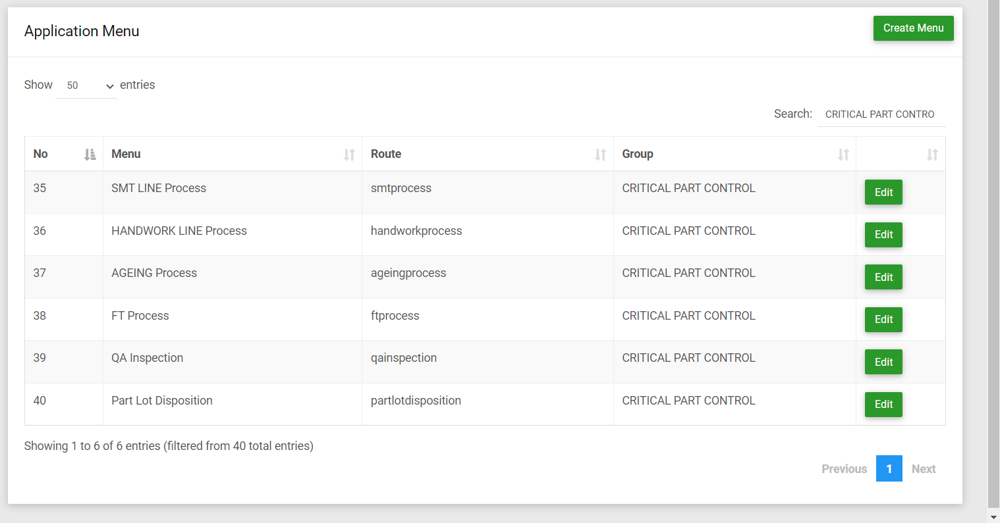 Application Menu
Create Menu
Show 50 entries
Search: CRITICAL PART CONTRO
No Menu Route Group
35 SMT LINE Process smtprocess CRITICAL PART CONTROL Edit
36 HANDWORK LINE Process handworkprocess CRITICAL PART CONTROL Edit
37 AGEING Process ageingprocess CRITICAL PART CONTROL Edit
38 FT Process ftprocess CRITICAL PART CONTROL Edit
39 QA Inspection qainspection CRITICAL PART CONTROL Edit
40 Part Lot Disposition partlotdisposition CRITICAL PART CONTROL Edit
Showing 1 to 6 of 6 entries (filtered from 40 total entries)
Previous 1 Next